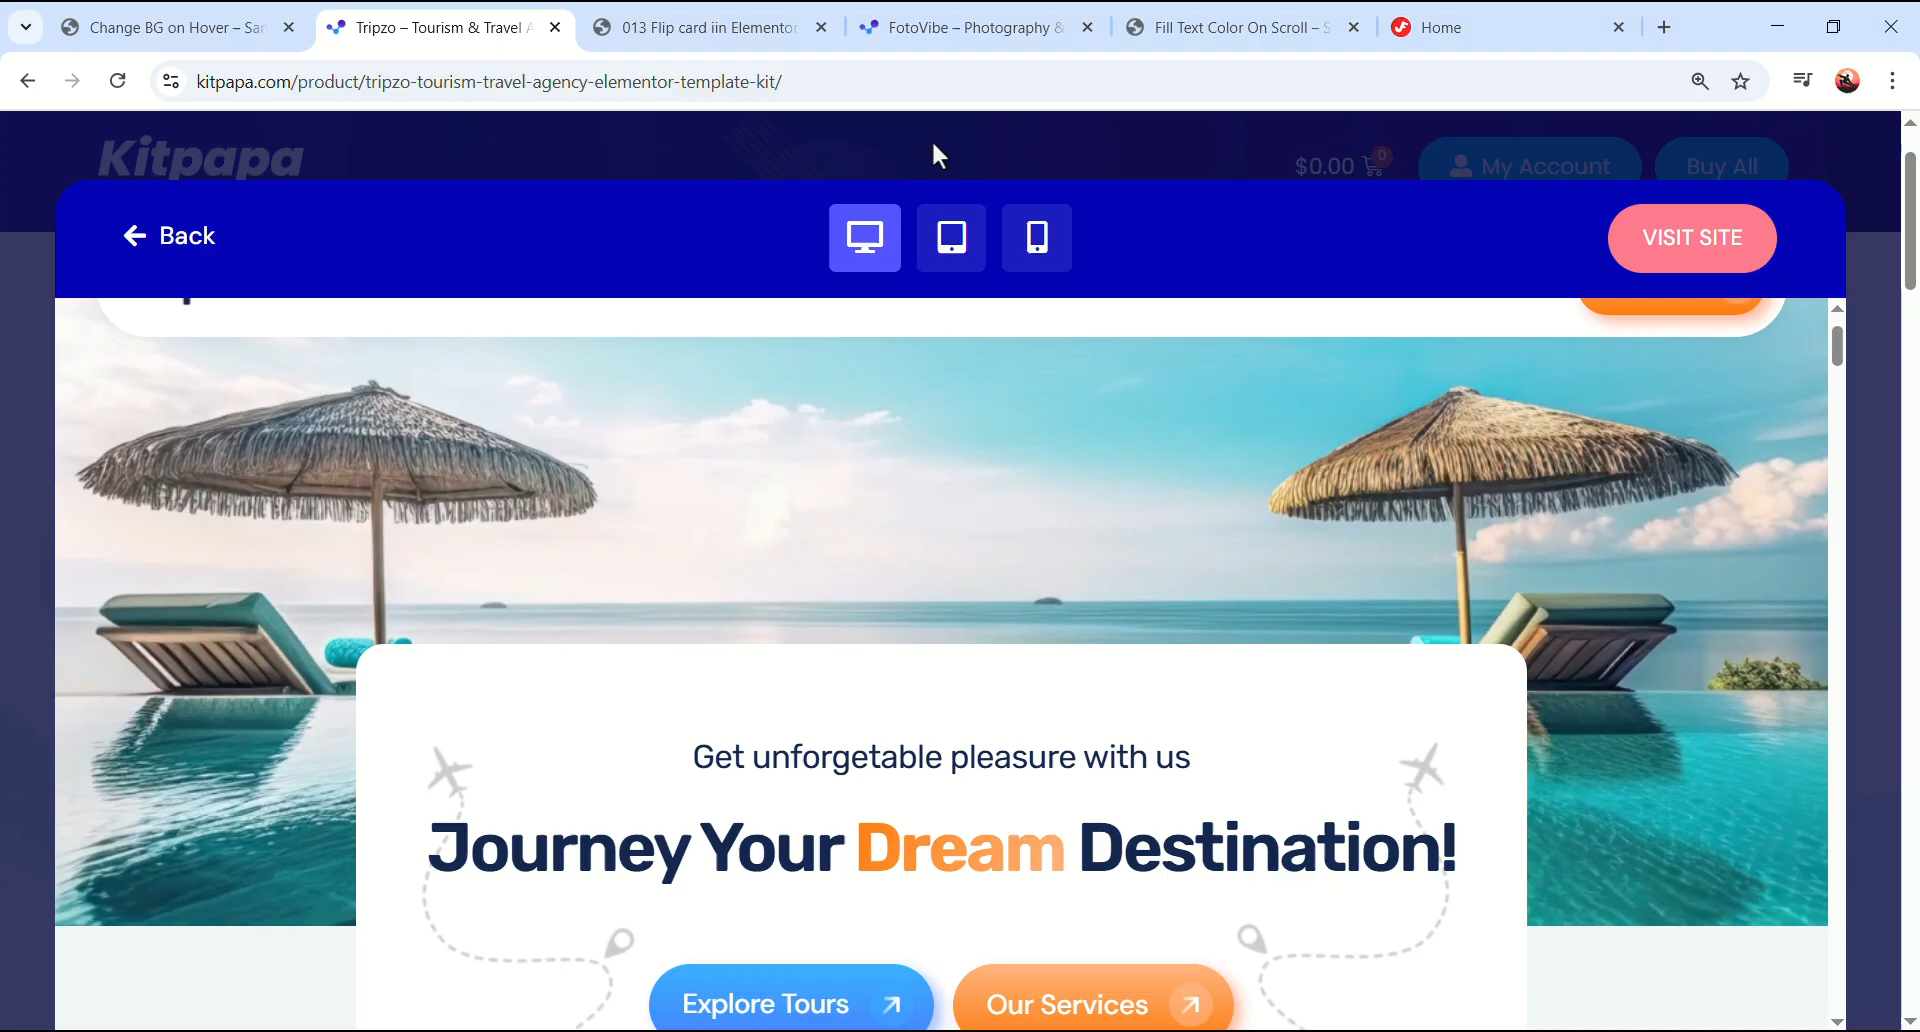 Change BG on Hover – San
Tripzo – Tourism & Travel A
013 Flip card iin Elementor
FotoVibe – Photography &
Fill Text Color On Scroll – S
Home
kitpapa.com/product/tripzo-tourism-travel-agency-elementor-template-kit/
Kitpapa
$0.00
0
My Account
Buy All
Back
VISIT SITE
Get unforgetable pleasure with us
Journey Your Dream Destination!
Explore Tours
Our Services